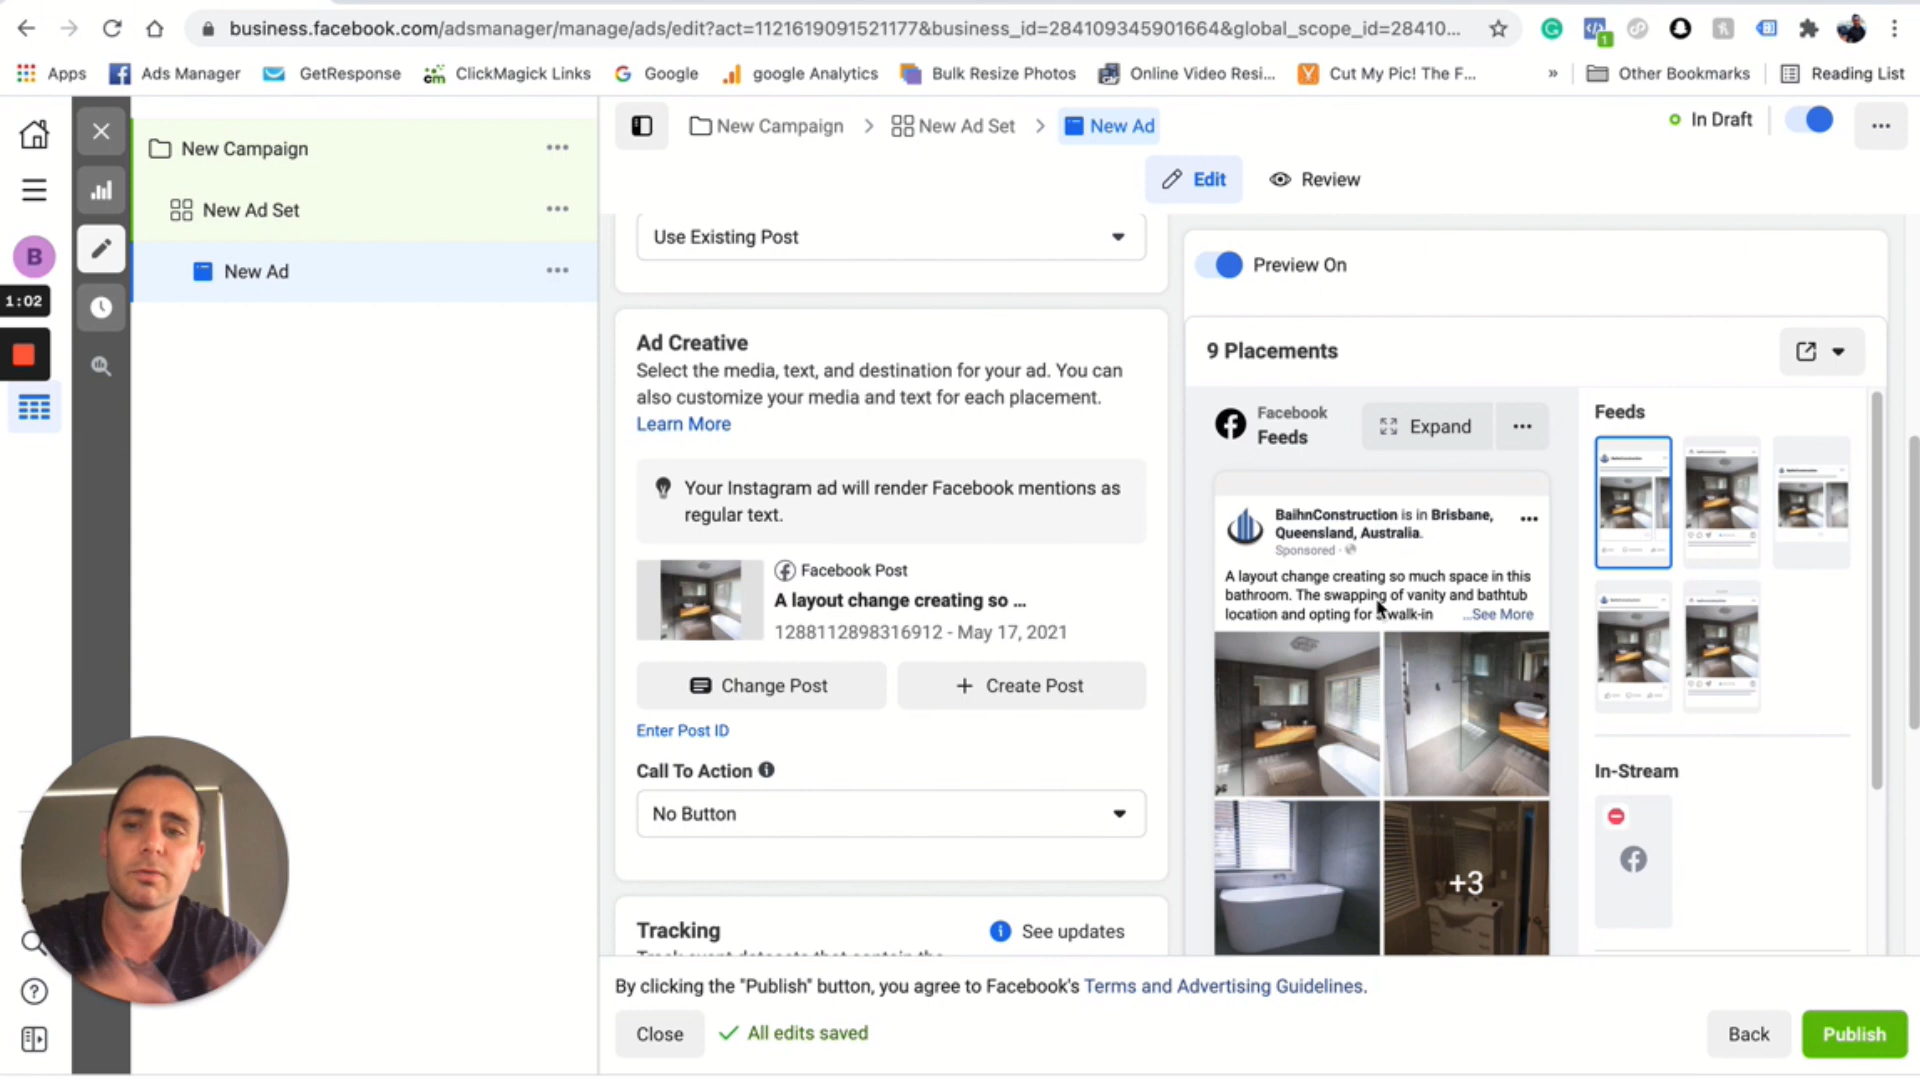 business.facebook.com/adsmanager/manage/ads/edit?act=1121619091521177&business_id=284109345901664&global_scope_id=28410...
1
Apps
Ads Manager
GetResponse
ClickMagick Links
Google
google Analytics
Bulk Resize Photos
Online Video Resi...
Cut My Pic! The F...
»
Other Bookmarks
Reading List
New Campaign
New Ad Set
New Ad
B
1:02
New Campaign
New Ad Set
New Ad
In Draft
Edit
Review
Use Existing Post
Ad Creative
Select the media, text, and destination for your ad. You can
also customize your media and text for each placement.
Learn More
Your Instagram ad will render Facebook mentions as
regular text.
Facebook Post
A layout change creating so ...
1288112898316912 - May 17, 2021
Change Post
+ Create Post
Enter Post ID
Call To Action
No Button
Tracking
See updates
Preview On
9 Placements
Facebook
Feeds
Expand
BaihnConstruction is in Brisbane,
Queensland, Australia.
Sponsored ·
A layout change creating so much space in this
bathroom. The swapping of vanity and bathtub
location and opting for walk-in ...See More
+3
Feeds
In-Stream
By clicking the "Publish" button, you agree to Facebook's Terms and Advertising Guidelines.
Close
All edits saved
Back
Publish